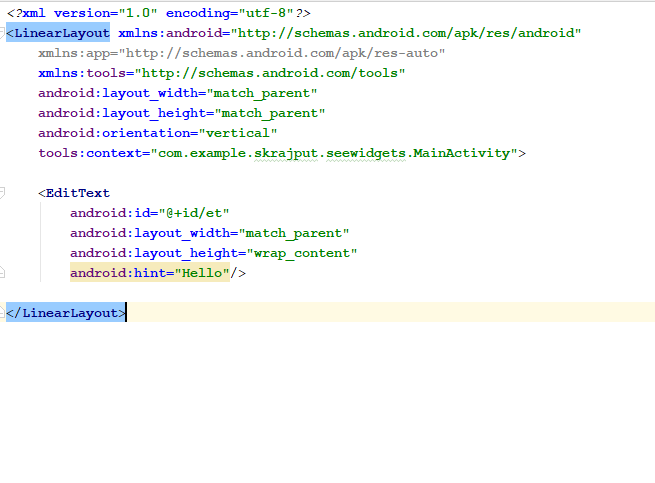 <?xml version="1.0" encoding="utf-8"?>
<LinearLayout xmlns:android="http://schemas.android.com/apk/res/android"
    xmlns:app="http://schemas.android.com/apk/res-auto"
    xmlns:tools="http://schemas.android.com/tools"
    android:layout_width="match_parent"
    android:layout_height="match_parent"
    android:orientation="vertical"
    tools:context="com.example.skrajput.seewidgets.MainActivity">
    <EditText
        android:id="@+id/et"
        android:layout_width="match_parent"
        android:layout_height="wrap_content"
        android:hint="Hello"/>
</LinearLayout>